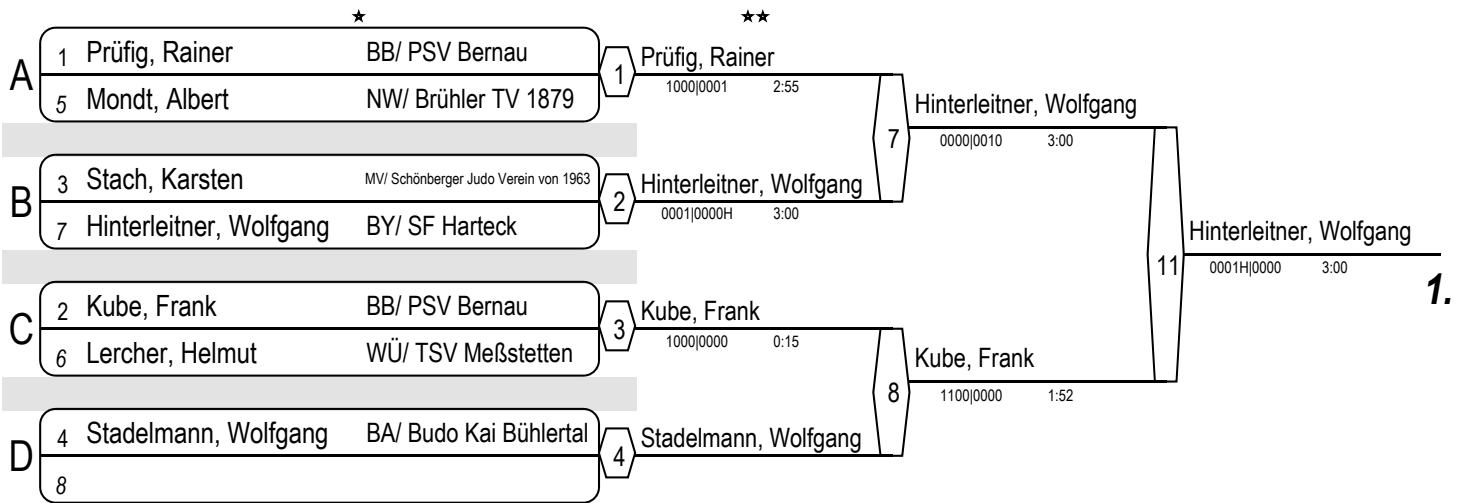 ★ ★★
A
1 Prüfig, Rainer BB/ PSV Bernau
5 Mondt, Albert NW/ Brühler TV 1879
1
Prüfig, Rainer
1000|0001 2:55
B
3 Stach, Karsten MV/ Schönberger Judo Verein von 1963
7 Hinterleitner, Wolfgang BY/ SF Harteck
2
Hinterleitner, Wolfgang
0001|0000H 3:00
7
Hinterleitner, Wolfgang
0000|0010 3:00
C
2 Kube, Frank BB/ PSV Bernau
6 Lercher, Helmut WÜ/ TSV Meßstetten
3
Kube, Frank
1000|0000 0:15
D
4 Stadelmann, Wolfgang BA/ Budo Kai Bühlertal
8
4
Stadelmann, Wolfgang
8
Kube, Frank
1100|0000 1:52
11
Hinterleitner, Wolfgang
0001H|0000 3:00
1.